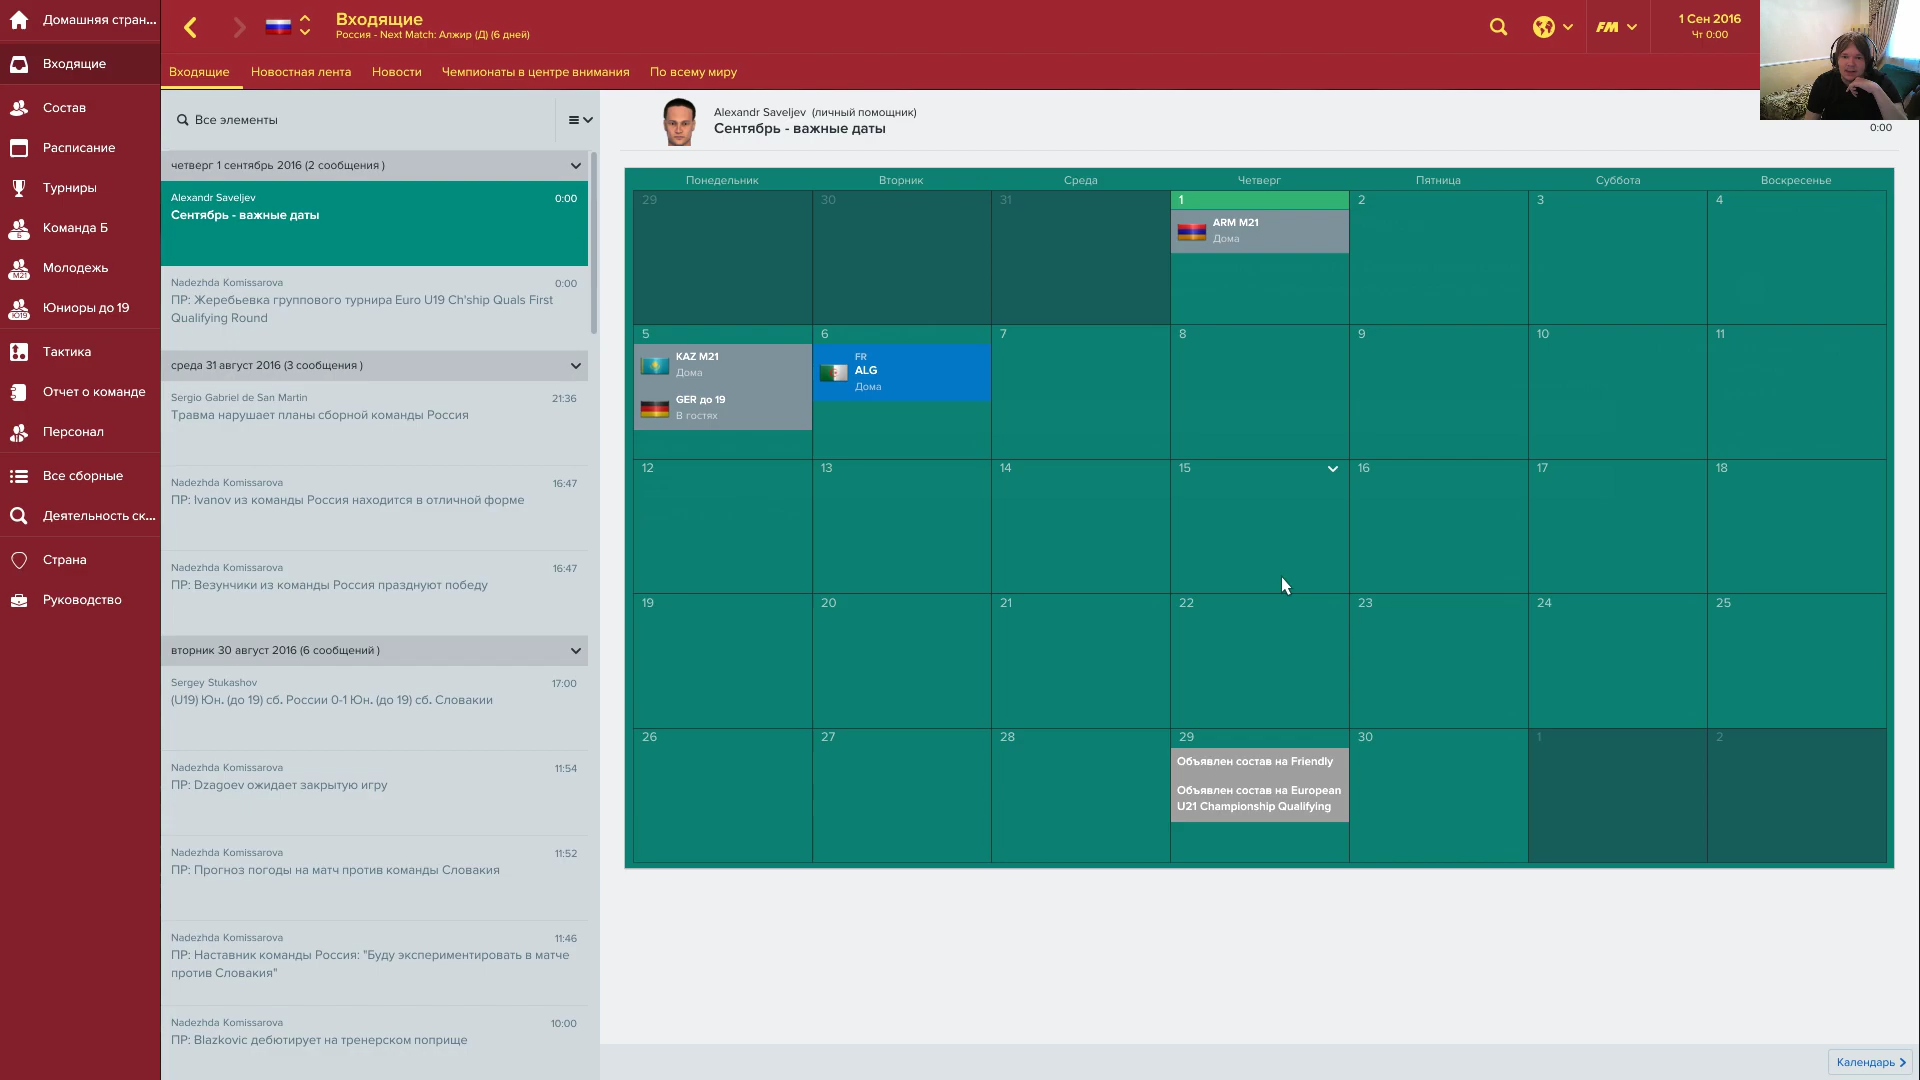 Домашняя стран...
Входящие
Состав
Расписание
Турниры
Команда Б
Молодежь
Юниоры до 19
Тактика
Отчет о команде
Персонал
Все сборные
Деятельность ск...
Страна
Руководство
Входящие
Россия - Next Match: Алжир (Д) (6 дней)
FM
1 Сен 2016
Чт 0:00
Входящие
Новостная лента
Новости
Чемпионаты в центре внимания
По всему миру
Все элементы
четверг 1 сентябрь 2016 (2 сообщения )
Alexandr Saveljev
0:00
Сентябрь - важные даты
Nadezhda Komissarova
0:00
ПР: Жеребьевка группового турнира Euro U19 Ch'ship Quals First
Qualifying Round
среда 31 август 2016 (3 сообщения )
Sergio Gabriel de San Martin
21:36
Травма нарушает планы сборной команды Россия
Nadezhda Komissarova
16:47
ПР: Ivanov из команды Россия находится в отличной форме
Nadezhda Komissarova
16:47
ПР: Везунчики из команды Россия празднуют победу
вторник 30 август 2016 (6 сообщений )
Sergey Stukashov
17:00
(U19) Юн. (до 19) сб. России 0-1 Юн. (до 19) сб. Словакии
Nadezhda Komissarova
11:54
ПР: Dzagoev ожидает закрытую игру
Nadezhda Komissarova
11:52
ПР: Прогноз погоды на матч против команды Словакия
Nadezhda Komissarova
11:46
ПР: Наставник команды Россия: "Буду экспериментировать в матче
против Словакия"
Nadezhda Komissarova
10:00
ПР: Blazkovic дебютирует на тренерском поприще
Alexandr Saveljev (личный помощник)
Сентябрь - важные даты
0:00
Понедельник
Вторник
Среда
Четверг
Пятница
Суббота
Воскресенье
29
30
31
1
ARM M21
Дома
2
3
4
5
KAZ M21
Дома
GER до 19
В гостях
6
FR
ALG
Дома
7
8
9
10
11
12
13
14
15
16
17
18
19
20
21
22
23
24
25
26
27
28
29
Объявлен состав на Friendly
Объявлен состав на European
U21 Championship Qualifying
30
1
2
Календарь